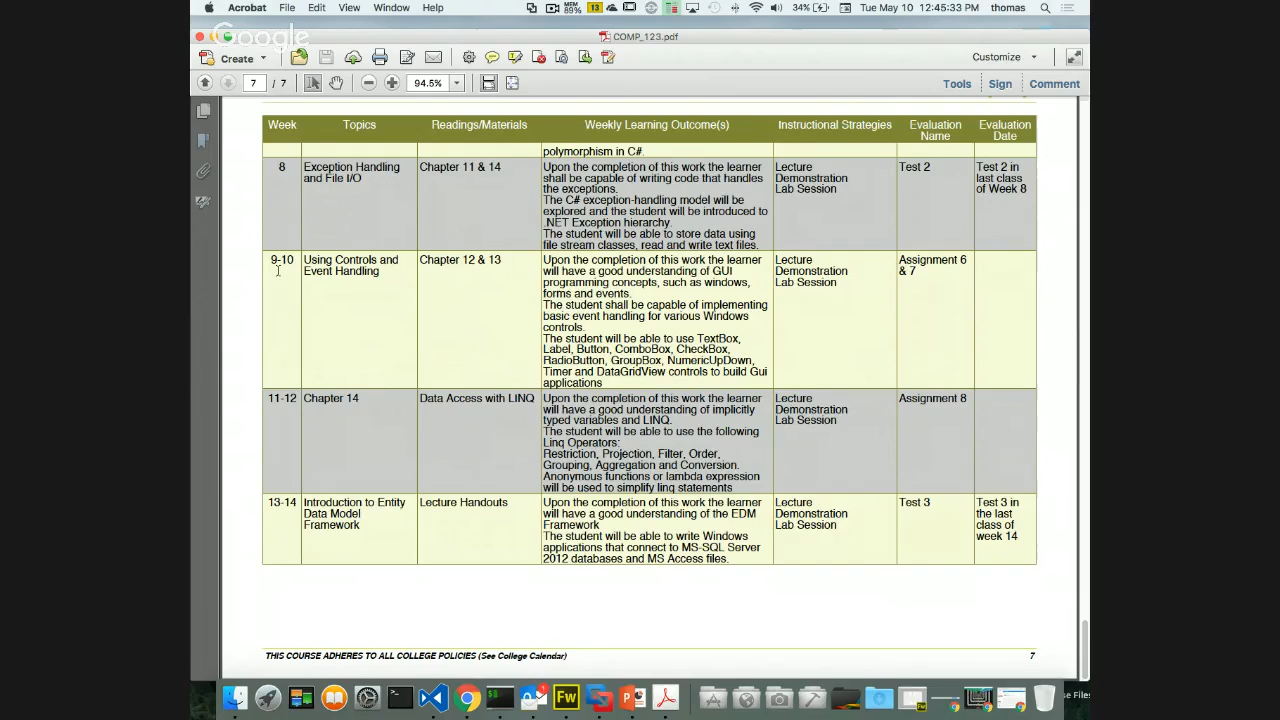 Acrobat File Edit View Window Help MEM 89% 13 34% Tue May 10 12:45:33 PM thomas
Google
COMP_123.pdf
Create Customize
7 / 7 94.5% Tools Sign Comment
Week Topics Readings/Materials Weekly Learning Outcome(s) Instructional Strategies Evaluation Name Evaluation Date
polymorphism in C#.
8 Exception Handling and File I/O Chapter 11 & 14
Upon the completion of this work the learner
shall be capable of writing code that handles
the exceptions.
The C# exception-handling model will be
explored and the student will be introduced to
.NET Exception hierarchy.
The student will be able to store data using
file stream classes, read and write text files.
Lecture
Demonstration
Lab Session
Test 2
Test 2 in
last class
of Week 8
9-10 Using Controls and Event Handling Chapter 12 & 13
Upon the completion of this work the learner
will have a good understanding of GUI
programming concepts, such as windows,
forms and events.
The student shall be capable of implementing
basic event handling for various Windows
controls.
The student will be able to use TextBox,
Label, Button, ComboBox, CheckBox,
RadioButton, GroupBox, NumericUpDown,
Timer and DataGridView controls to build Gui
applications
Lecture
Demonstration
Lab Session
Assignment 6
& 7
11-12 Chapter 14 Data Access with LINQ
Upon the completion of this work the learner
will have a good understanding of implicitly
typed variables and LINQ.
The student will be able to use the following
Linq Operators:
Restriction, Projection, Filter, Order,
Grouping, Aggregation and Conversion.
Anonymous functions or lambda expression
will be used to simplify linq statements
Lecture
Demonstration
Lab Session
Assignment 8
13-14 Introduction to Entity Data Model Framework Lecture Handouts
Upon the completion of this work the learner
will have a good understanding of the EDM
Framework
The student will be able to write Windows
applications that connect to MS-SQL Server
2012 databases and MS Access files.
Lecture
Demonstration
Lab Session
Test 3
Test 3 in
the last
class of
week 14
THIS COURSE ADHERES TO ALL COLLEGE POLICIES (See College Calendar) 7
Fw
se Files